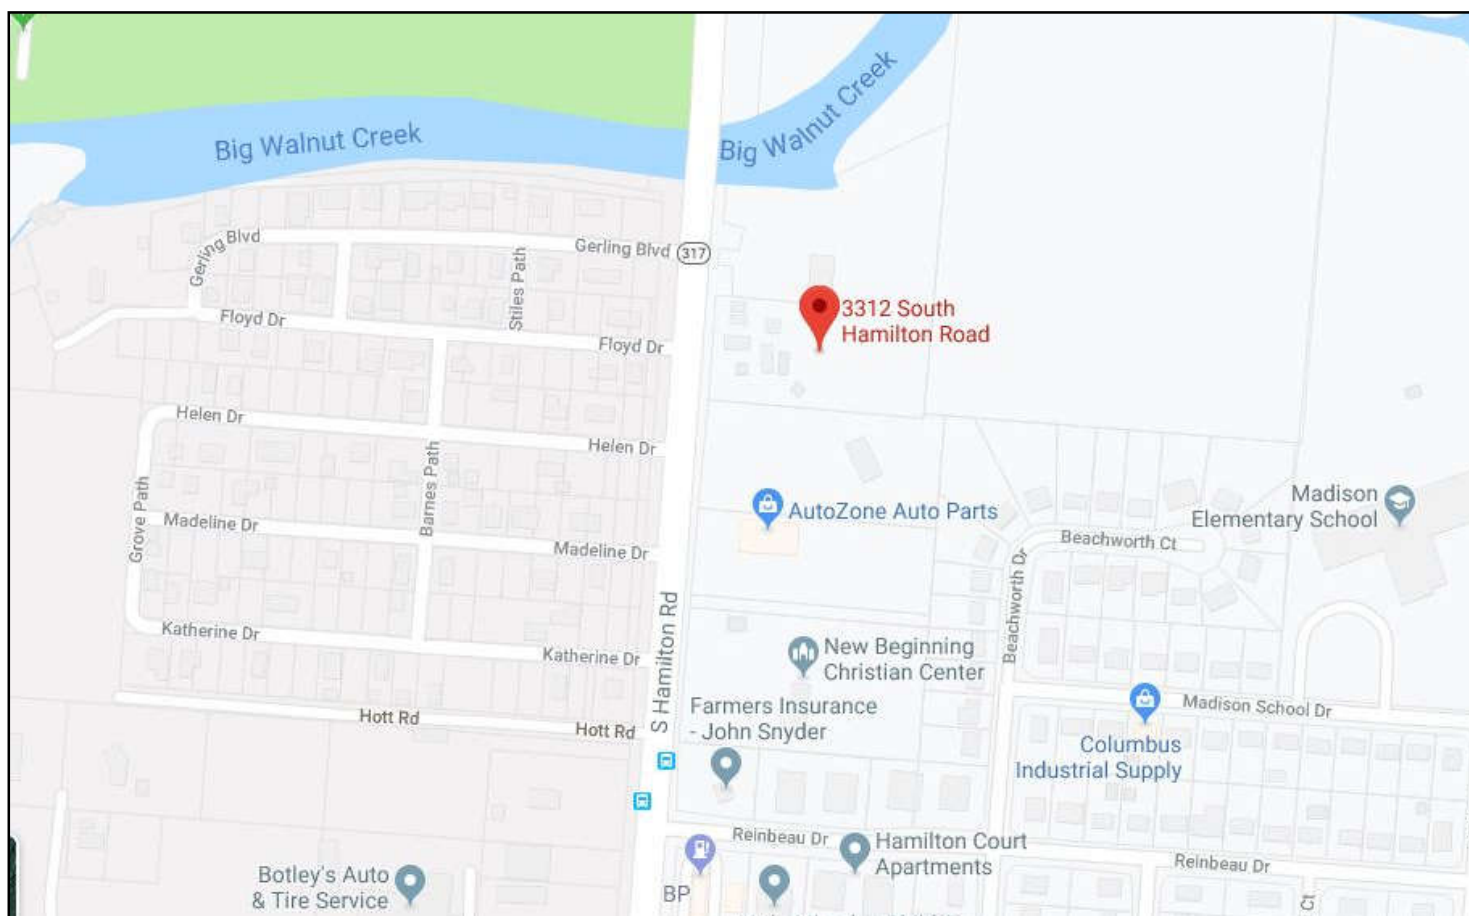 Big Walnut Creek
Big Walnut Creek
Gerling Blvd
Gerling Blvd
Gerling Blvd
317
Stiles Path
3312 South
Hamilton Road
Floyd Dr
Floyd Dr
Helen Dr
Helen Dr
Barnes Path
Grove Path
Madeline Dr
Madeline Dr
AutoZone Auto Parts
Madison
Elementary School
Beachworth Ct
Beachworth Dr
Katherine Dr
Katherine Dr
S Hamilton Rd
New Beginning
Christian Center
Hott Rd
Hott Rd
Farmers Insurance
- John Snyder
Madison School Dr
Columbus
Industrial Supply
Reinbeau Dr
Hamilton Court
Apartments
Reinbeau Dr
Botley's Auto
& Tire Service
BP
Ct